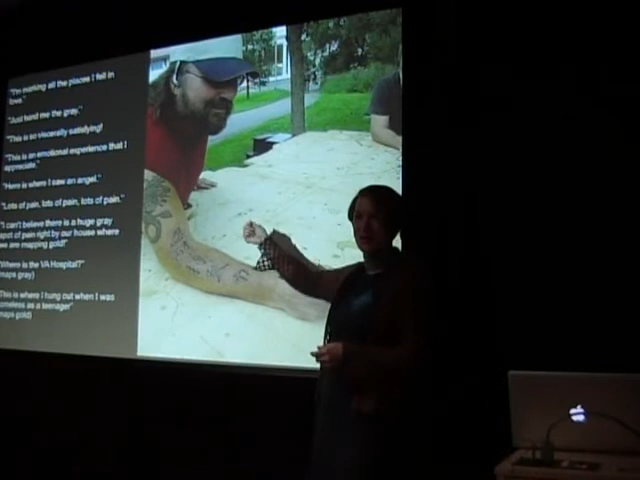 "I'm marking all the places I fell in
love."
"Just hand me the gray."
"This is so viscerally satisfying!
"This is an emotional experience that I
appreciate."
"Here is where I saw an angel."
"Lots of pain, lots of pain, lots of pain."
"I can't believe there is a huge gray
spot of pain right by our house where
we are mapping gold!"
"Where is the VA Hospital?"
maps gray)
This is where I hung out when I was
homeless as a teenager"
maps gold)